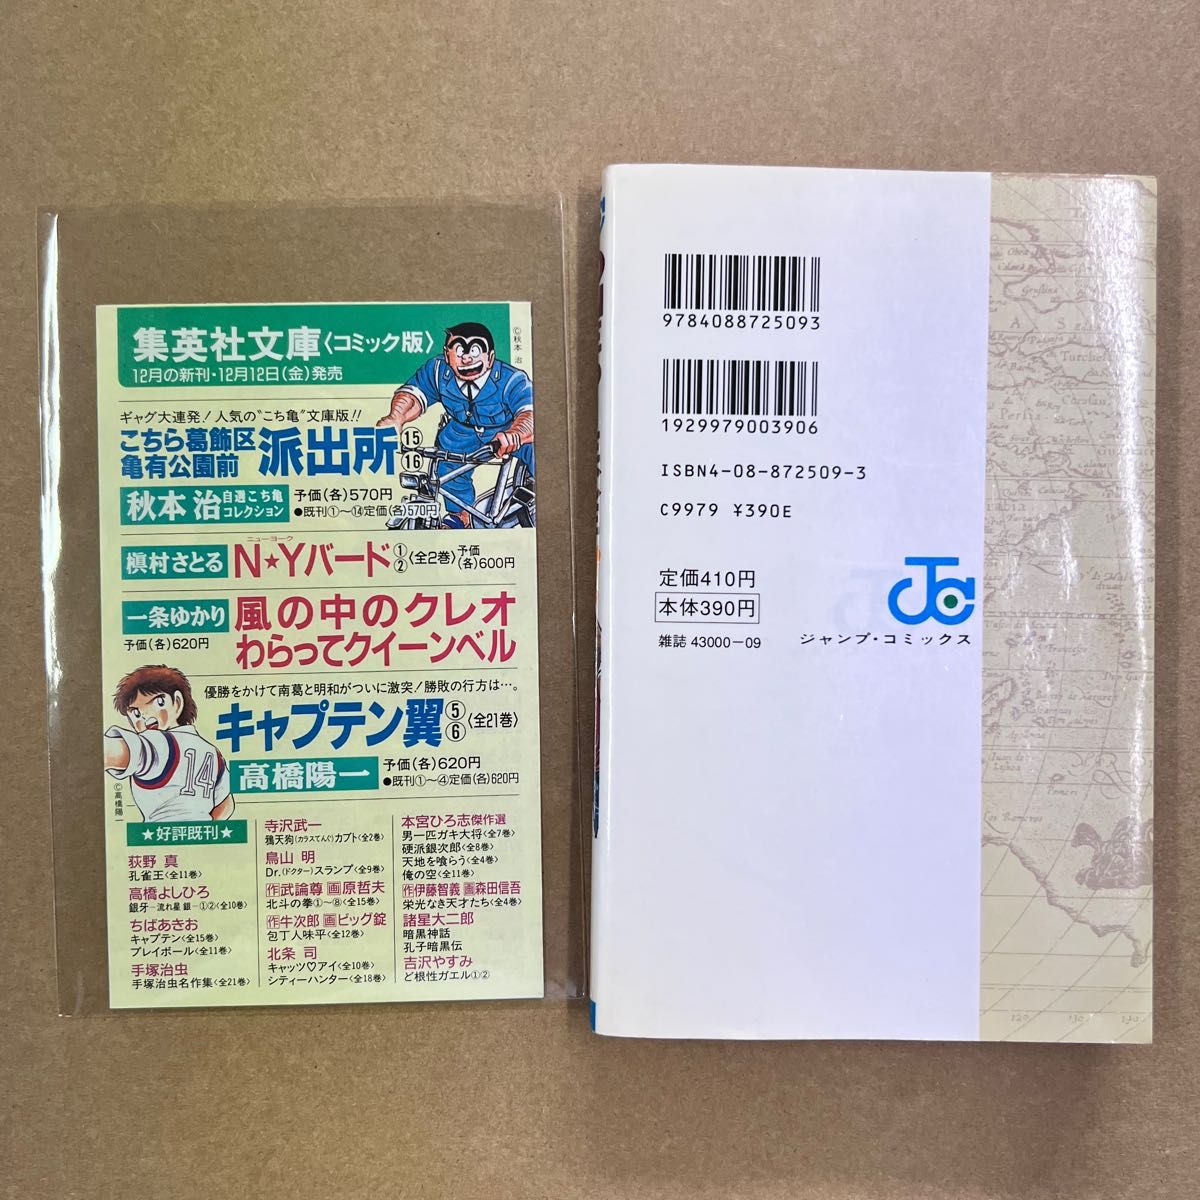 集英社文庫〈コミック版〉
12月の新刊・12月12日(金)発売
©秋本 治
ギャグ大連発!人気の"こち亀"文庫版!!
こちら葛飾区
亀有公園前
派出所
⑮
⑯
秋本 治 自選こち亀コレクション
予価(各)570円
●既刊①〜⑭定価(各)570円
槇村さとる
ニューヨーク
N★Yバード①②〈全2巻〉予価(各)600円
一条ゆかり
予価(各)620円
風の中のクレオ
わらってクイーンベル
優勝をかけて南葛と明和がついに激突!勝敗の行方は…。
キャプテン翼⑤⑥〈全21巻〉
高橋陽一
予価(各)620円
●既刊①〜④定価(各)620円
14
©高橋陽一
★好評既刊★
荻野 真
孔雀王〈全11巻〉
高橋よしひろ
銀牙―流れ星 銀―①②〈全10巻〉
ちばあきお
キャプテン〈全15巻〉
プレイボール〈全11巻〉
手塚治虫
手塚治虫名作集〈全21巻〉
寺沢武一
鴉天狗(カラスてんぐ)カブト〈全2巻〉
鳥山 明
Dr.(ドクター)スランプ〈全9巻〉
作武論尊 画原哲夫
北斗の拳①〜⑧〈全15巻〉
作牛次郎 画ビッグ錠
包丁人味平〈全12巻〉
北条 司
キャッツ♡アイ〈全10巻〉
シティーハンター〈全18巻〉
本宮ひろ志傑作選
男一匹ガキ大将〈全7巻〉
硬派銀次郎〈全8巻〉
天地を喰らう〈全4巻〉
俺の空〈全11巻〉
作伊藤智義 画森田信吾
栄光なき天才たち〈全4巻〉
諸星大二郎
暗黒神話
孔子暗黒伝
吉沢やすみ
ど根性ガエル①②
9784088725093
1929979003906
ISBN4-08-872509-3
C9979 ¥390E
定価410円
本体390円
雑誌 43000-09
ジャンプ・コミックス